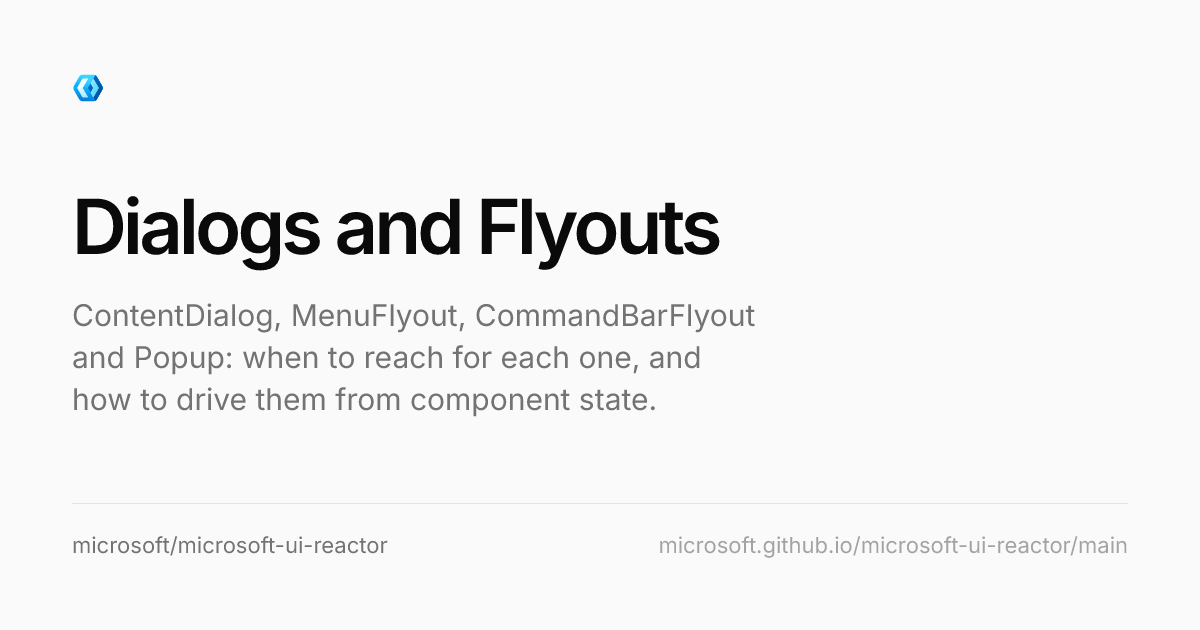 Dialogs and Flyouts
ContentDialog, MenuFlyout, CommandBarFlyout
and Popup: when to reach for each one, and
how to drive them from component state.
microsoft/microsoft-ui-reactor
microsoft.github.io/microsoft-ui-reactor/main